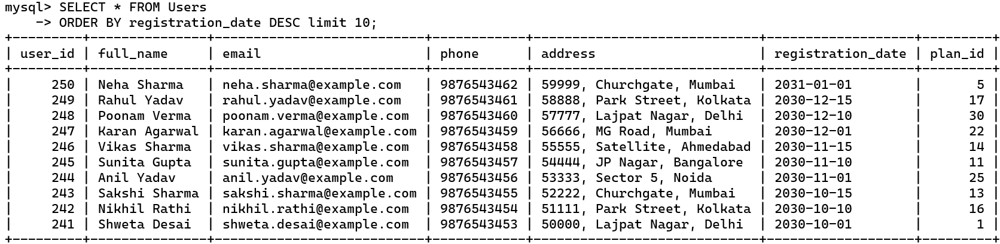 mysql> SELECT * FROM Users
    -> ORDER BY registration_date DESC limit 10;
+---------+---------------+---------------------------+------------+-----------------------------+-------------------+---------+
| user_id | full_name     | email                     | phone      | address                     | registration_date | plan_id |
+---------+---------------+---------------------------+------------+-----------------------------+-------------------+---------+
|     250 | Neha Sharma   | neha.sharma@example.com   | 9876543462 | 59999, Churchgate, Mumbai   | 2031-01-01        |       5 |
|     249 | Rahul Yadav   | rahul.yadav@example.com   | 9876543461 | 58888, Park Street, Kolkata | 2030-12-15        |      17 |
|     248 | Poonam Verma  | poonam.verma@example.com  | 9876543460 | 57777, Lajpat Nagar, Delhi  | 2030-12-10        |      30 |
|     247 | Karan Agarwal | karan.agarwal@example.com | 9876543459 | 56666, MG Road, Mumbai      | 2030-12-01        |      22 |
|     246 | Vikas Sharma  | vikas.sharma@example.com  | 9876543458 | 55555, Satellite, Ahmedabad | 2030-11-15        |      14 |
|     245 | Sunita Gupta  | sunita.gupta@example.com  | 9876543457 | 54444, JP Nagar, Bangalore  | 2030-11-10        |      11 |
|     244 | Anil Yadav    | anil.yadav@example.com    | 9876543456 | 53333, Sector 5, Noida      | 2030-11-01        |      25 |
|     243 | Sakshi Sharma | sakshi.sharma@example.com | 9876543455 | 52222, Churchgate, Mumbai   | 2030-10-15        |      13 |
|     242 | Nikhil Rathi  | nikhil.rathi@example.com  | 9876543454 | 51111, Park Street, Kolkata | 2030-10-10        |      16 |
|     241 | Shweta Desai  | shweta.desai@example.com  | 9876543453 | 50000, Lajpat Nagar, Delhi  | 2030-10-01        |       1 |
+---------+---------------+---------------------------+------------+-----------------------------+-------------------+---------+